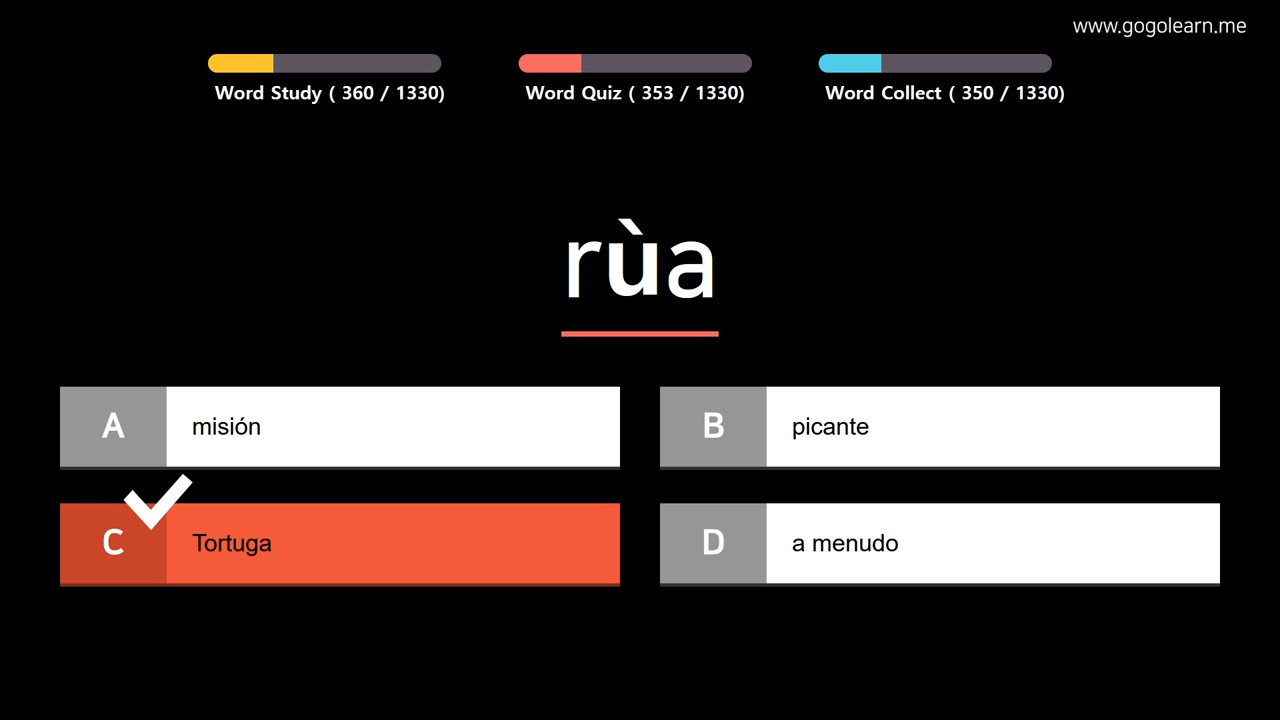 www.gogolearn.me
Word Study ( 360 / 1330)
Word Quiz ( 353 / 1330)
Word Collect ( 350 / 1330)
rùa
A misión
B picante
C Tortuga
D a menudo